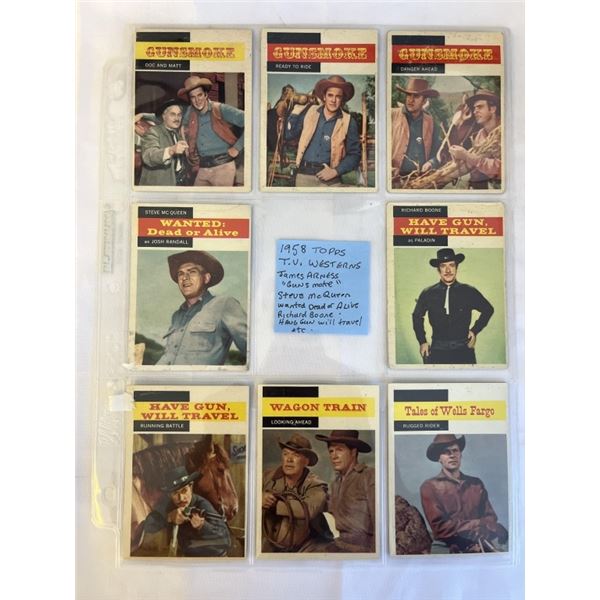 GUNSMOKE
DOC AND MATT
GUNSMOKE
READY TO RIDE
GUNSMOKE
DANGER AHEAD
STEVE MC QUEEN
WANTED:
Dead or Alive
AS JOSH RANDALL
1958 TOPPS
T.V. WESTERNS
James ARNESS
"Gunsmoke"
Steve McQueen
wanted Dead or Alive
Richard Boone -
HAVE GUN will travel
etc.
RICHARD BOONE
HAVE GUN,
WILL TRAVEL
AS PALADIN
HAVE GUN,
WILL TRAVEL
RUNNING BATTLE
WAGON TRAIN
LOOKING AHEAD
Tales of Wells Fargo
RUGGED RIDER